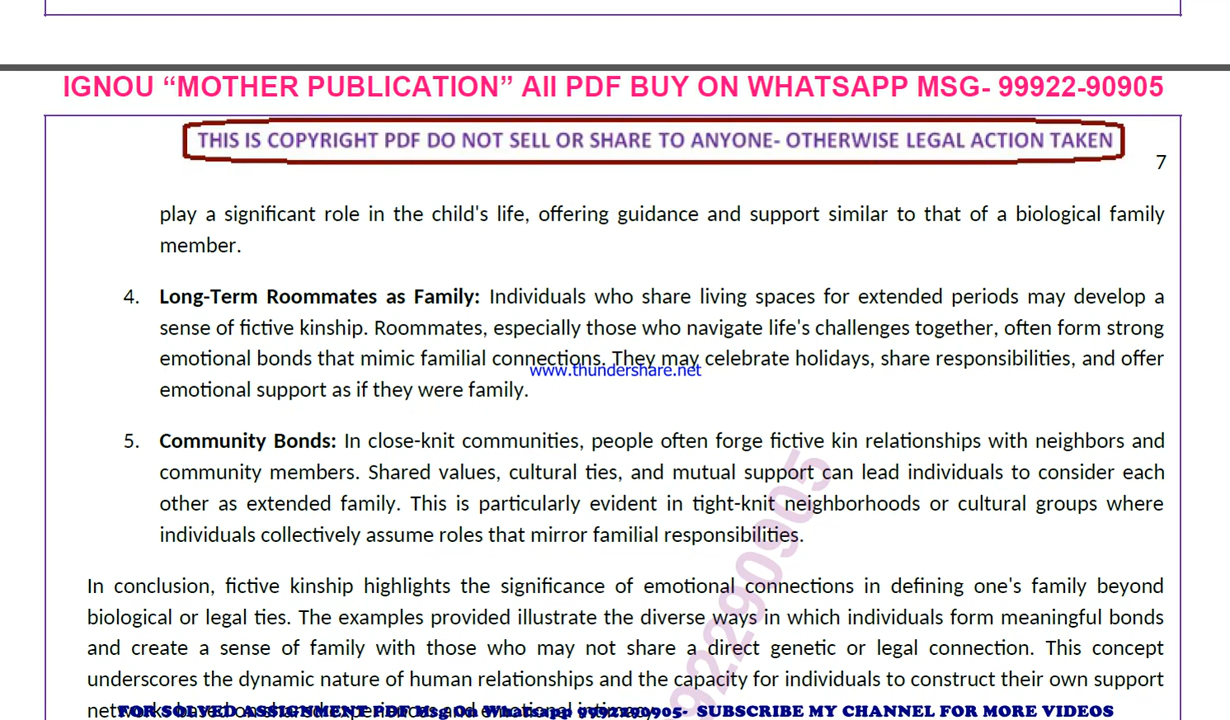 IGNOU “MOTHER PUBLICATION” All PDF BUY ON WHATSAPP MSG- 99922-90905
THIS IS COPYRIGHT PDF DO NOT SELL OR SHARE TO ANYONE- OTHERWISE LEGAL ACTION TAKEN
7
play a significant role in the child's life, offering guidance and support similar to that of a biological family
member.
4. Long-Term Roommates as Family: Individuals who share living spaces for extended periods may develop a
sense of fictive kinship. Roommates, especially those who navigate life's challenges together, often form strong
emotional bonds that mimic familial connections. They may celebrate holidays, share responsibilities, and offer
www.thundershare.net
emotional support as if they were family.
5. Community Bonds: In close-knit communities, people often forge fictive kin relationships with neighbors and
community members. Shared values, cultural ties, and mutual support can lead individuals to consider each
other as extended family. This is particularly evident in tight-knit neighborhoods or cultural groups where
individuals collectively assume roles that mirror familial responsibilities.
92290905
In conclusion, fictive kinship highlights the significance of emotional connections in defining one's family beyond
biological or legal ties. The examples provided illustrate the diverse ways in which individuals form meaningful bonds
and create a sense of family with those who may not share a direct genetic or legal connection. This concept
underscores the dynamic nature of human relationships and the capacity for individuals to construct their own support
FOR SOLVED ASSIGNMENT PDF Msg On Whatsapp 9992290905- SUBSCRIBE MY CHANNEL FOR MORE VIDEOS